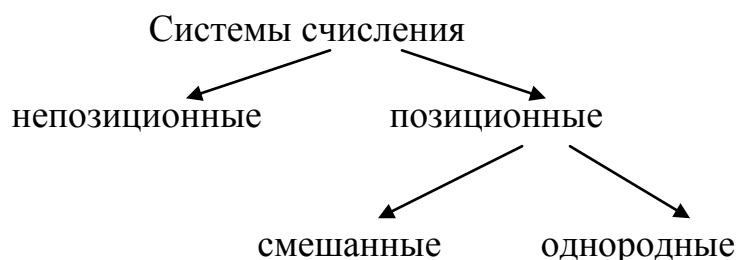 Системы счисления
непозиционные позиционные
смешанные однородные